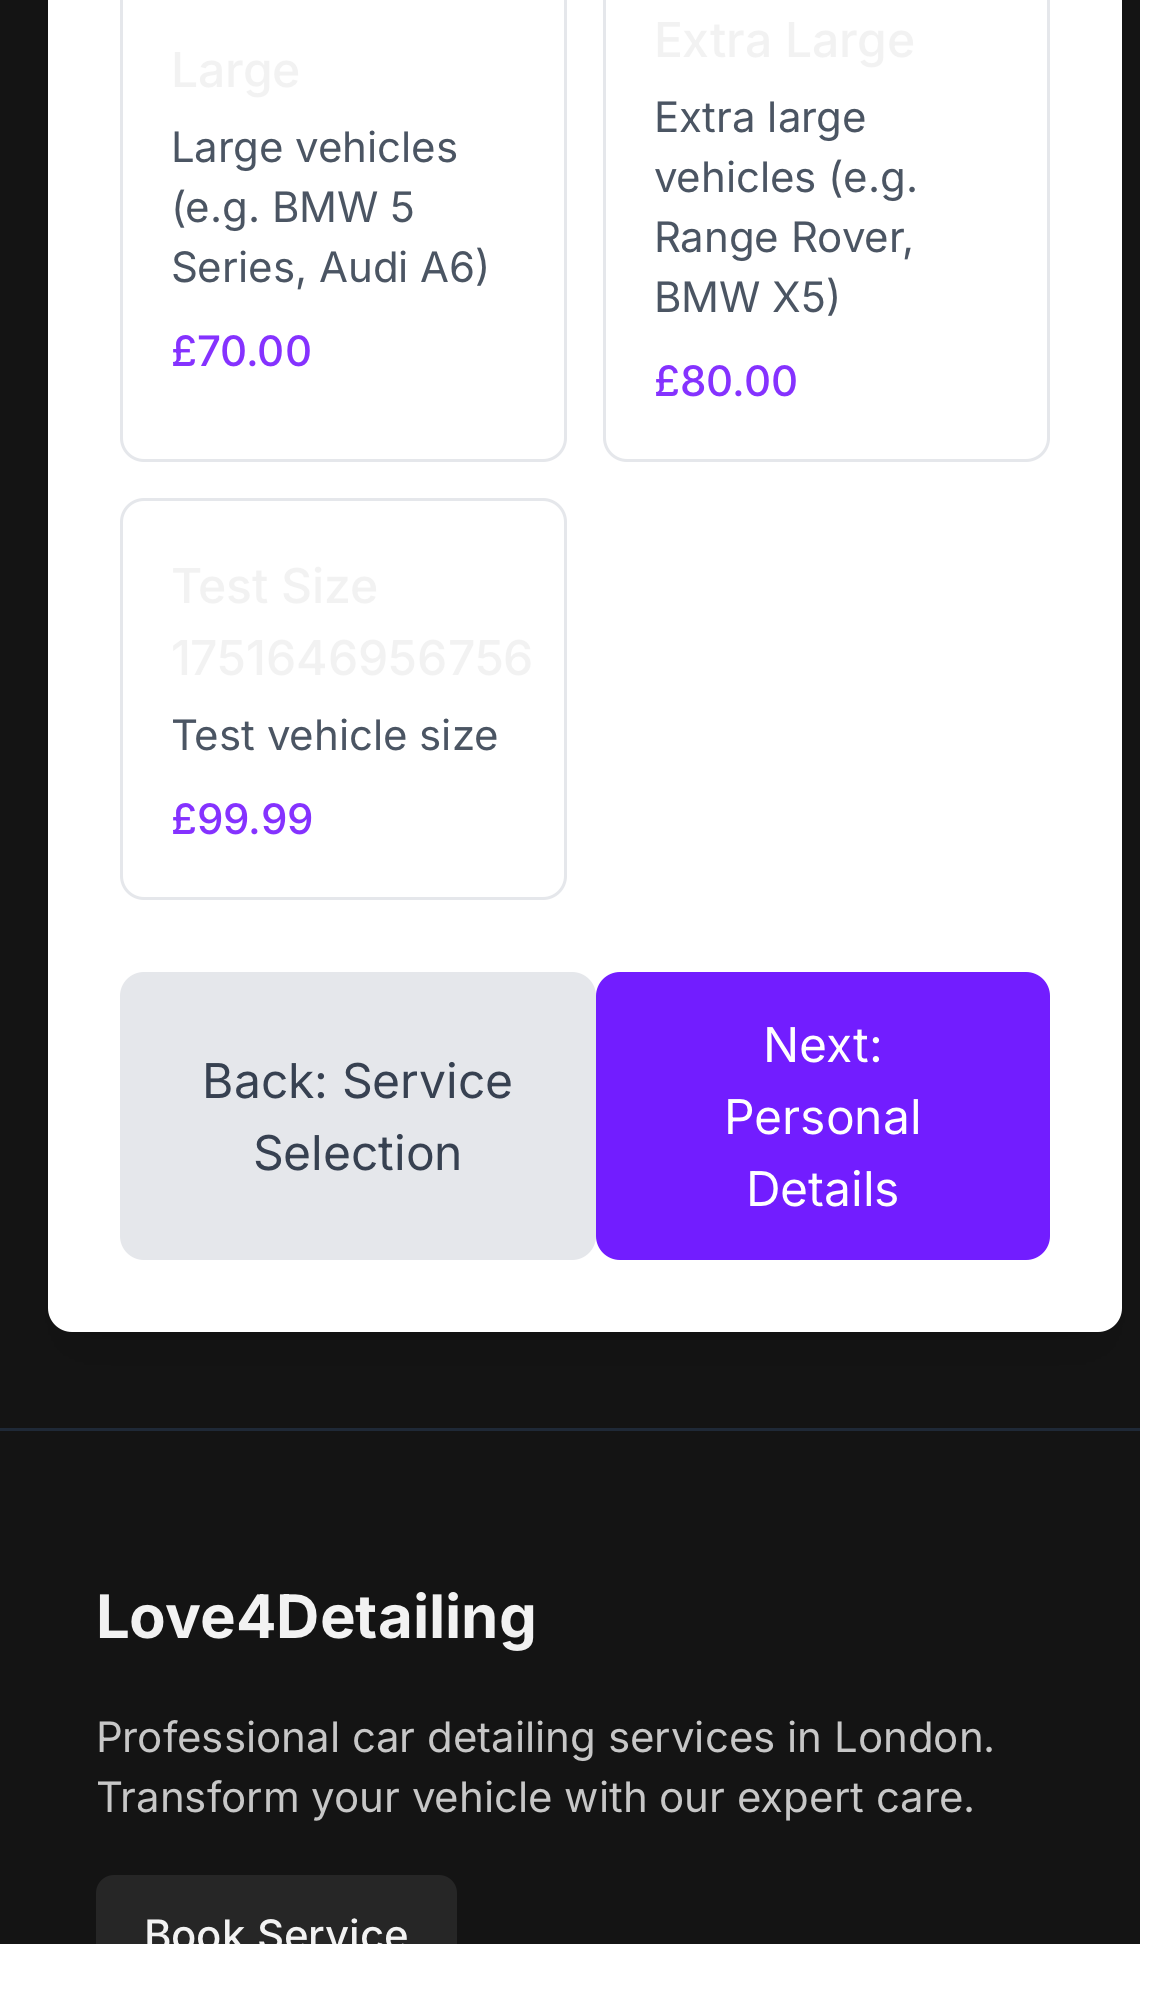 Large
Large vehicles
(e.g. BMW 5
Series, Audi A6)
£70.00
Extra Large
Extra large
vehicles (e.g.
Range Rover,
BMW X5)
£80.00
Test Size
1751646956756
Test vehicle size
£99.99
Back: Service
Selection
Next:
Personal
Details
Love4Detailing
Professional car detailing services in London.
Transform your vehicle with our expert care.
Book Service